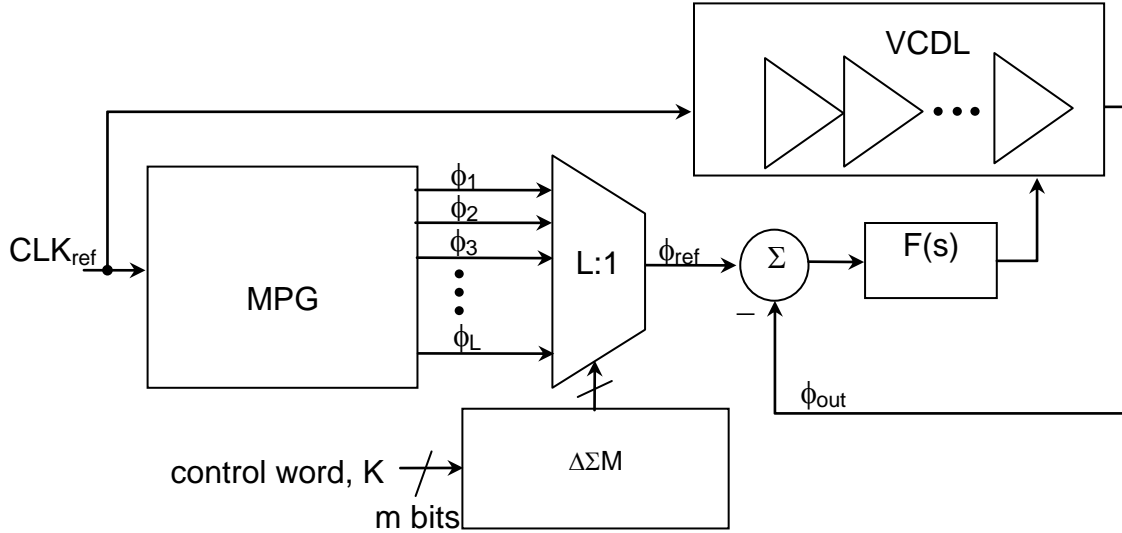 VCDL
CLKref
MPG
ϕ1
ϕ2
ϕ3
ϕL
L:1
ϕref
Σ
−
F(s)
ϕout
ΔΣM
control word, K
m bits